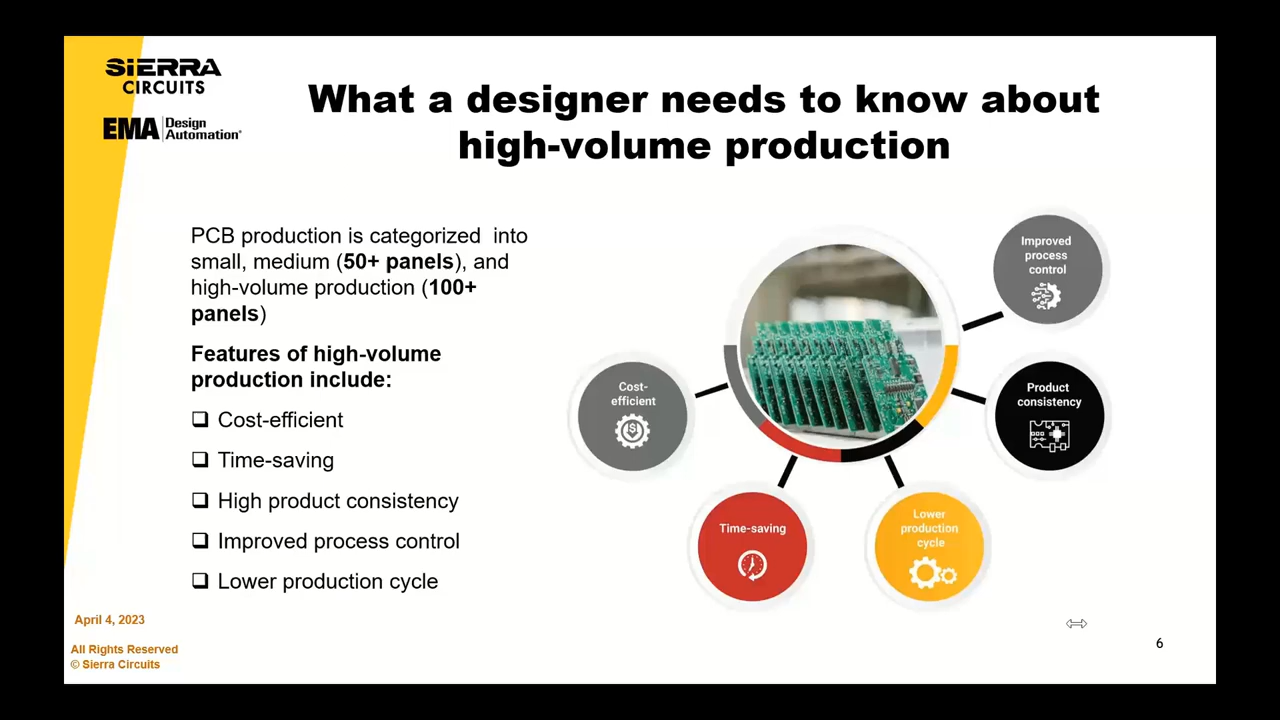 SIERRA
CIRCUITS
EMA Design
Automation®
What a designer needs to know about
high-volume production
PCB production is categorized into
small, medium (50+ panels), and
high-volume production (100+
panels)
Features of high-volume
production include:
Cost-efficient
Time-saving
High product consistency
Improved process control
Lower production cycle
Improved
process
control
Cost-
efficient
Product
consistency
Time-saving
Lower
production
cycle
April 4, 2023
All Rights Reserved
© Sierra Circuits
6